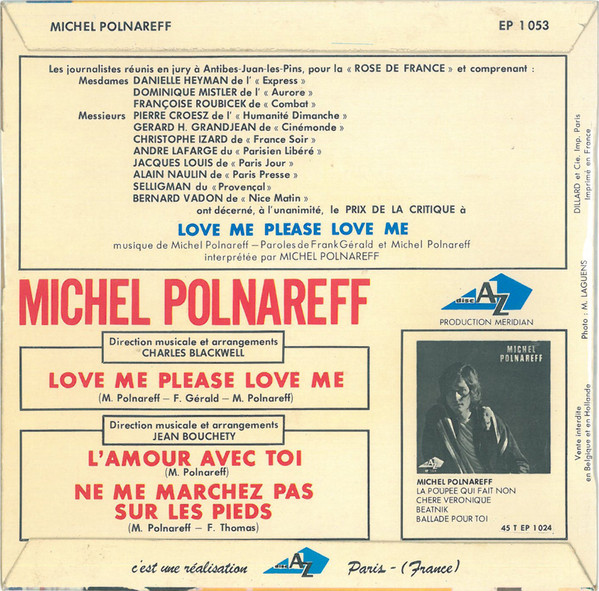 MICHEL POLNAREFF
EP 1 053
Les journalistes réunis en jury à Antibes-Juan-les-Pins, pour la « ROSE DE FRANCE » et comprenant :
Mesdames DANIELLE HEYMAN de l' « Express »
DOMINIQUE MISTLER de l' « Aurore »
FRANÇOISE ROUBICEK de « Combat »
Messieurs PIERRE CROESZ de l' « Humanité Dimanche »
GERARD H. GRANDJEAN de « Cinémonde »
CHRISTOPHE IZARD de « France Soir »
ANDRE LAFARGE du « Parisien Libéré »
JACQUES LOUIS de « Paris Jour »
ALAIN NAULIN de « Paris Presse »
SELLIGMAN du « Provençal »
BERNARD VADON de « Nice Matin »
ont décerné, à l'unanimité, le PRIX DE LA CRITIQUE à
LOVE ME PLEASE LOVE ME
musique de Michel Polnareff – Paroles de Frank Gérald et Michel Polnareff
interprétée par MICHEL POLNAREFF
MICHEL POLNAREFF
disc AZ
PRODUCTION MERIDIAN
Direction musicale et arrangements
CHARLES BLACKWELL
LOVE ME PLEASE LOVE ME
(M. Polnareff – F. Gérald – M. Polnareff)
Direction musicale et arrangements
JEAN BOUCHETY
L'AMOUR AVEC TOI
(M. Polnareff)
NE ME MARCHEZ PAS
SUR LES PIEDS
(M. Polnareff – F. Thomas)
MICHEL
POLNAREFF
disc AZ
MICHEL POLNAREFF
LA POUPEE QUI FAIT NON
CHERE VERONIQUE
BEATNIK
BALLADE POUR TOI
45 T EP 1 024
DILLARD et Cie. Imp. Paris
Imprimé en France
Photo : M. LAGUENS
Vente interdite
en Belgique et en Hollande
c'est une réalisation disc AZ Paris - (France)